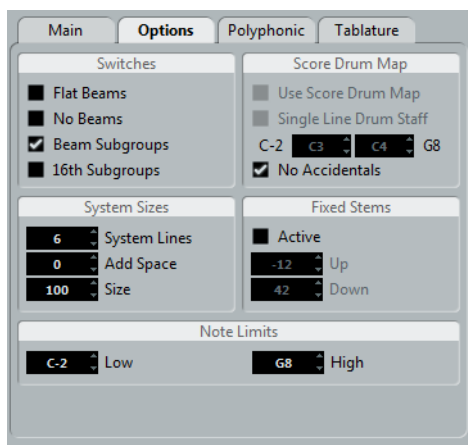 Main Options Polyphonic Tablature
Switches
Flat Beams
No Beams
Beam Subgroups
16th Subgroups
Score Drum Map
Use Score Drum Map
Single Line Drum Staff
C-2 C3 C4 G8
No Accidentals
System Sizes
6 System Lines
0 Add Space
100 Size
Fixed Stems
Active
-12 Up
42 Down
Note Limits
C-2 Low G8 High